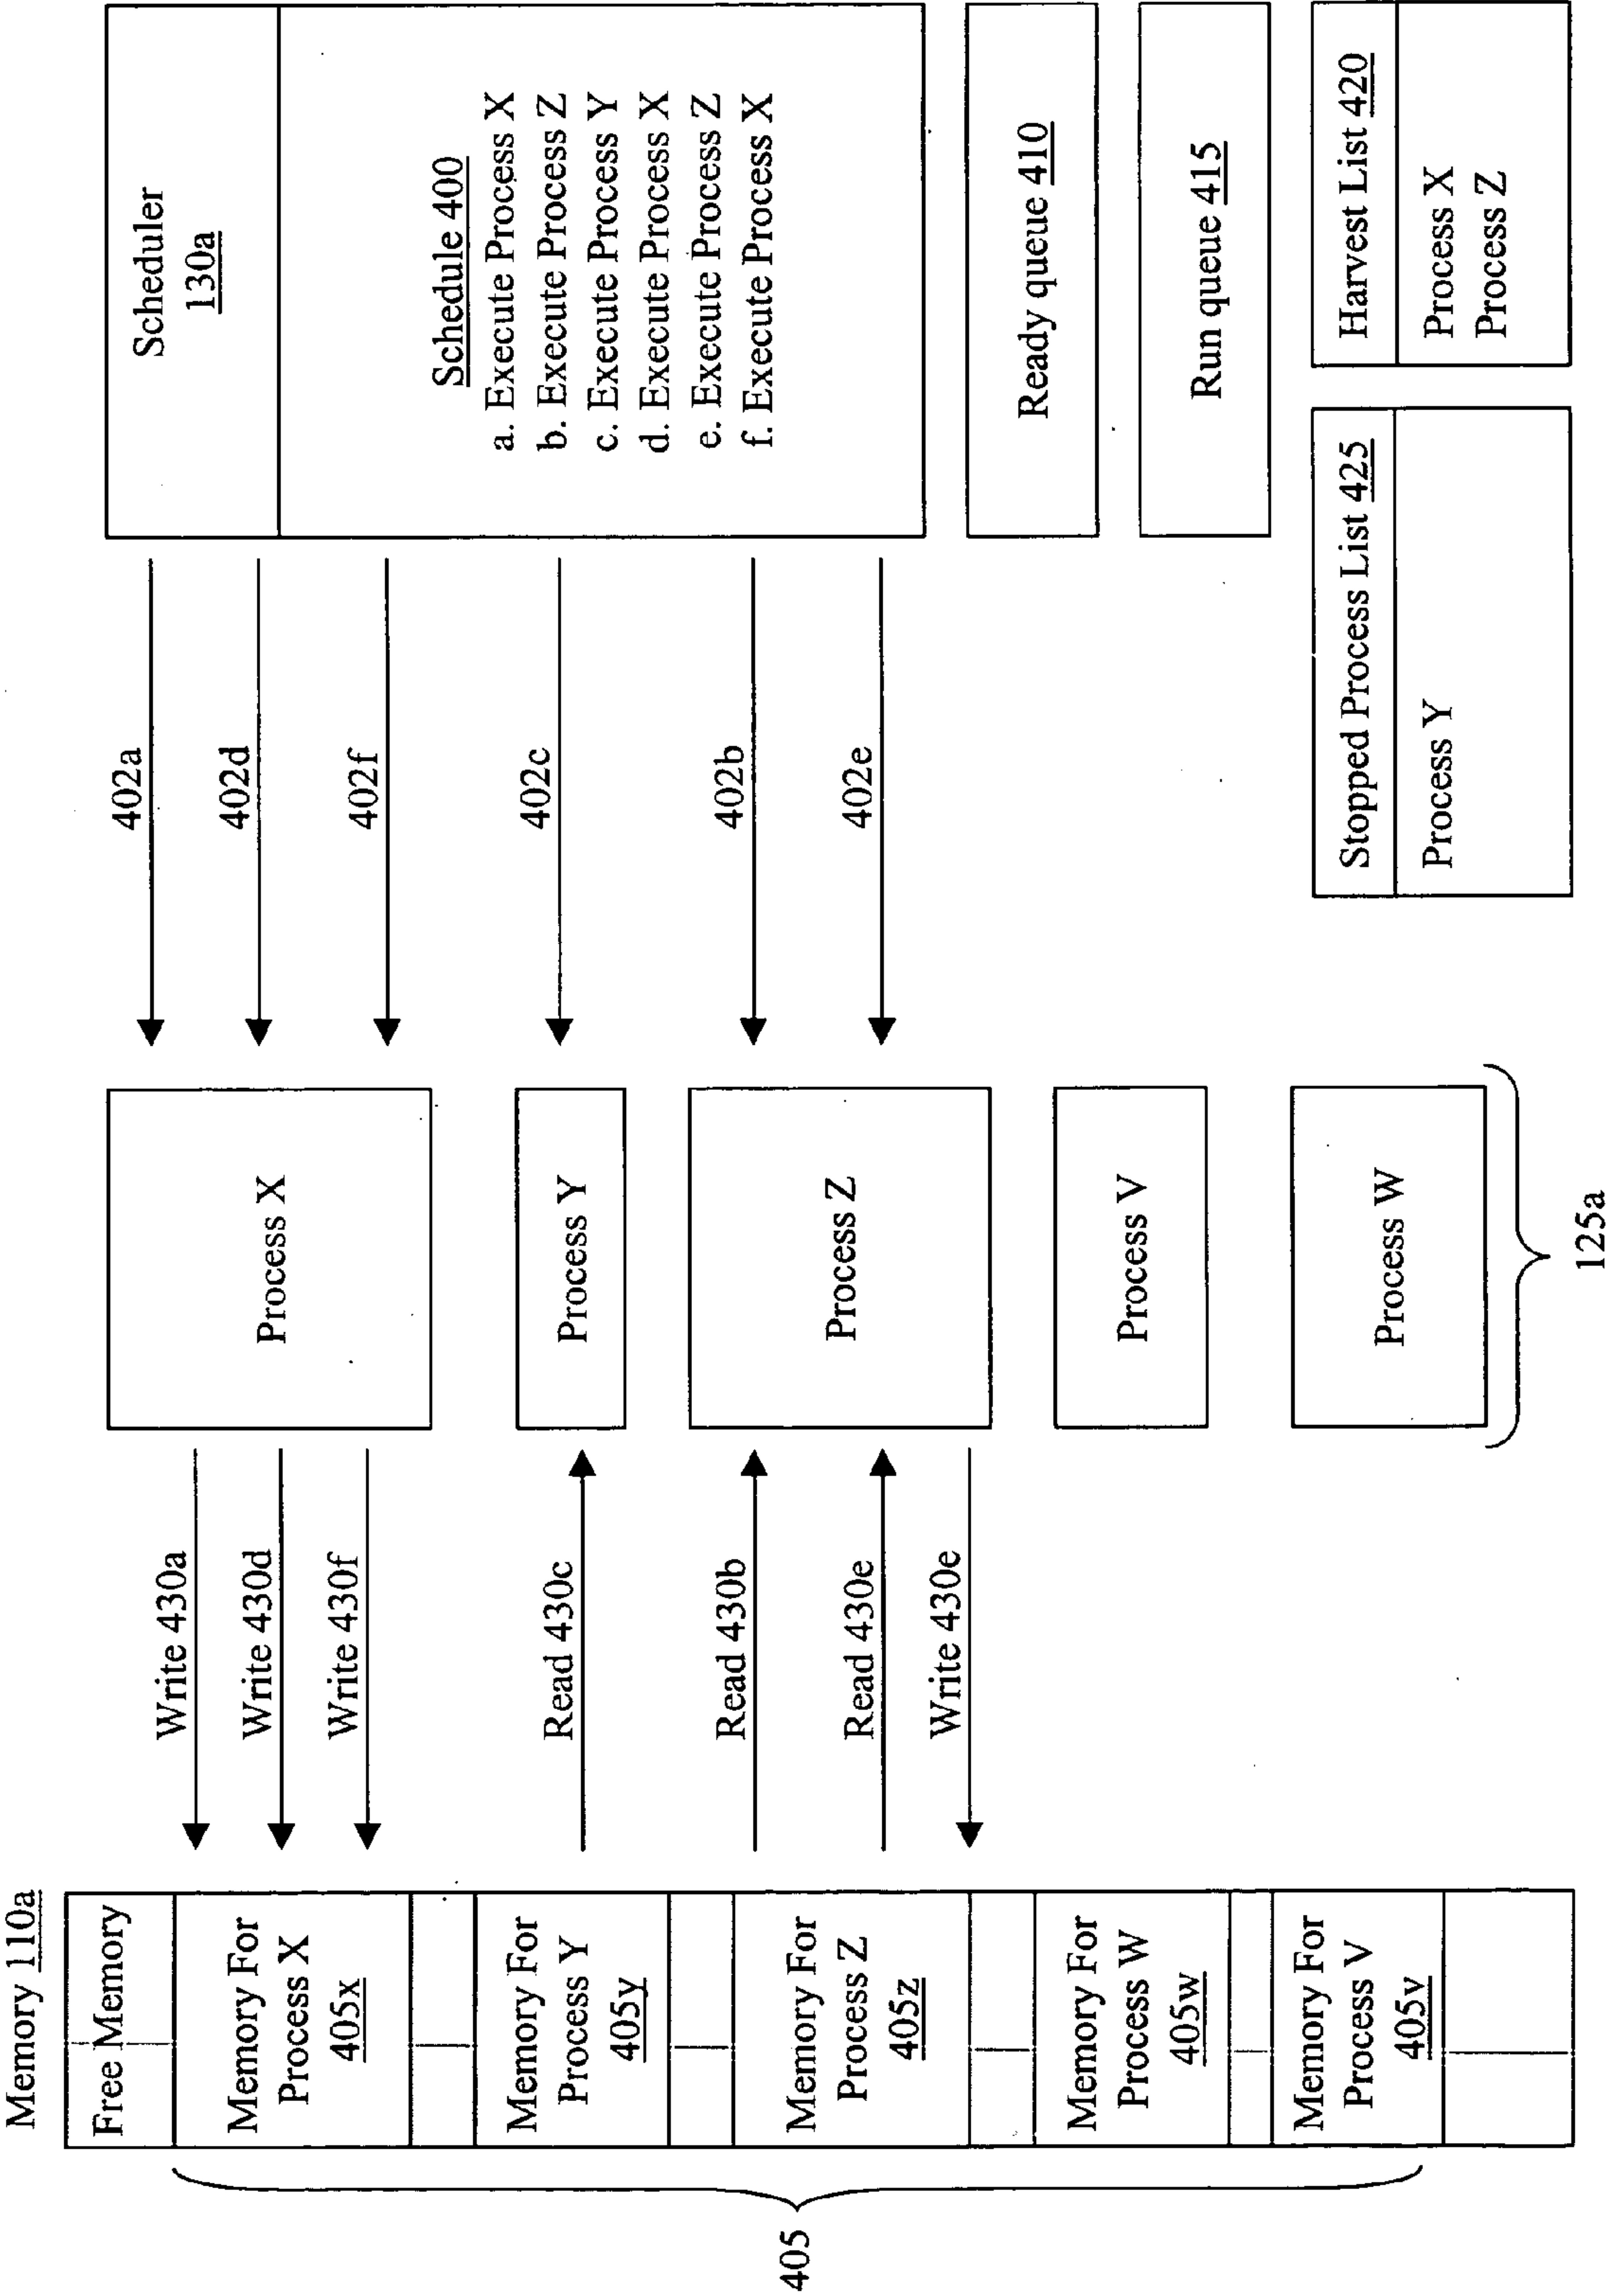 Memory 110a
Free Memory
Memory For
Process X
405x
Memory For
Process Y
405y
Memory For
Process Z
405z
Memory For
Process W
405w
Memory For
Process V
405v
405
Write 430a
Write 430d
Write 430f
Read 430c
Read 430b
Read 430e
Write 430e
Process X
Process Y
Process Z
Process V
Process W
125a
402a
402d
402f
402c
402b
402e
Scheduler
130a
Schedule 400
a. Execute Process X
b. Execute Process Z
c. Execute Process Y
d. Execute Process X
e. Execute Process Z
f. Execute Process X
Ready queue 410
Run queue 415
Stopped Process List 425
Process Y
Harvest List 420
Process X
Process Z